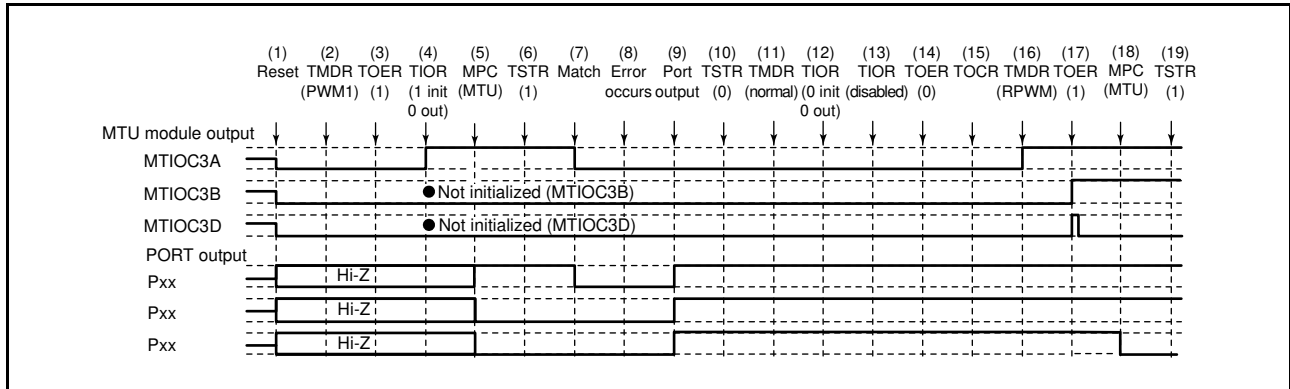 (1) (2) (3) (4) (5) (6) (7) (8) (9) (10) (11) (12) (13) (14) (15) (16) (17) (18) (19)
Reset TMDR TOER TIOR MPC TSTR Match Error Port TSTR TMDR TIOR TIOR TOER TOCR TMDR TOER MPC TSTR
(PWM1) (1) (1 init (MTU) (1) occurs output (0) (normal) (0 init (disabled) (0) (RPWM) (1) (MTU) (1)
0 out) 0 out)
MTU module output
MTIOC3A
MTIOC3B ●Not initialized (MTIOC3B)
MTIOC3D ●Not initialized (MTIOC3D)
PORT output
Pxx Hi-Z
Pxx Hi-Z
Pxx Hi-Z